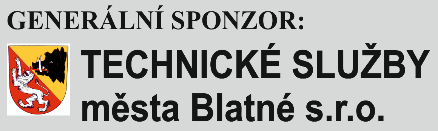 GENERÁLNÍ SPONZOR:
TECHNICKÉ SLUŽBY
města Blatné s.r.o.